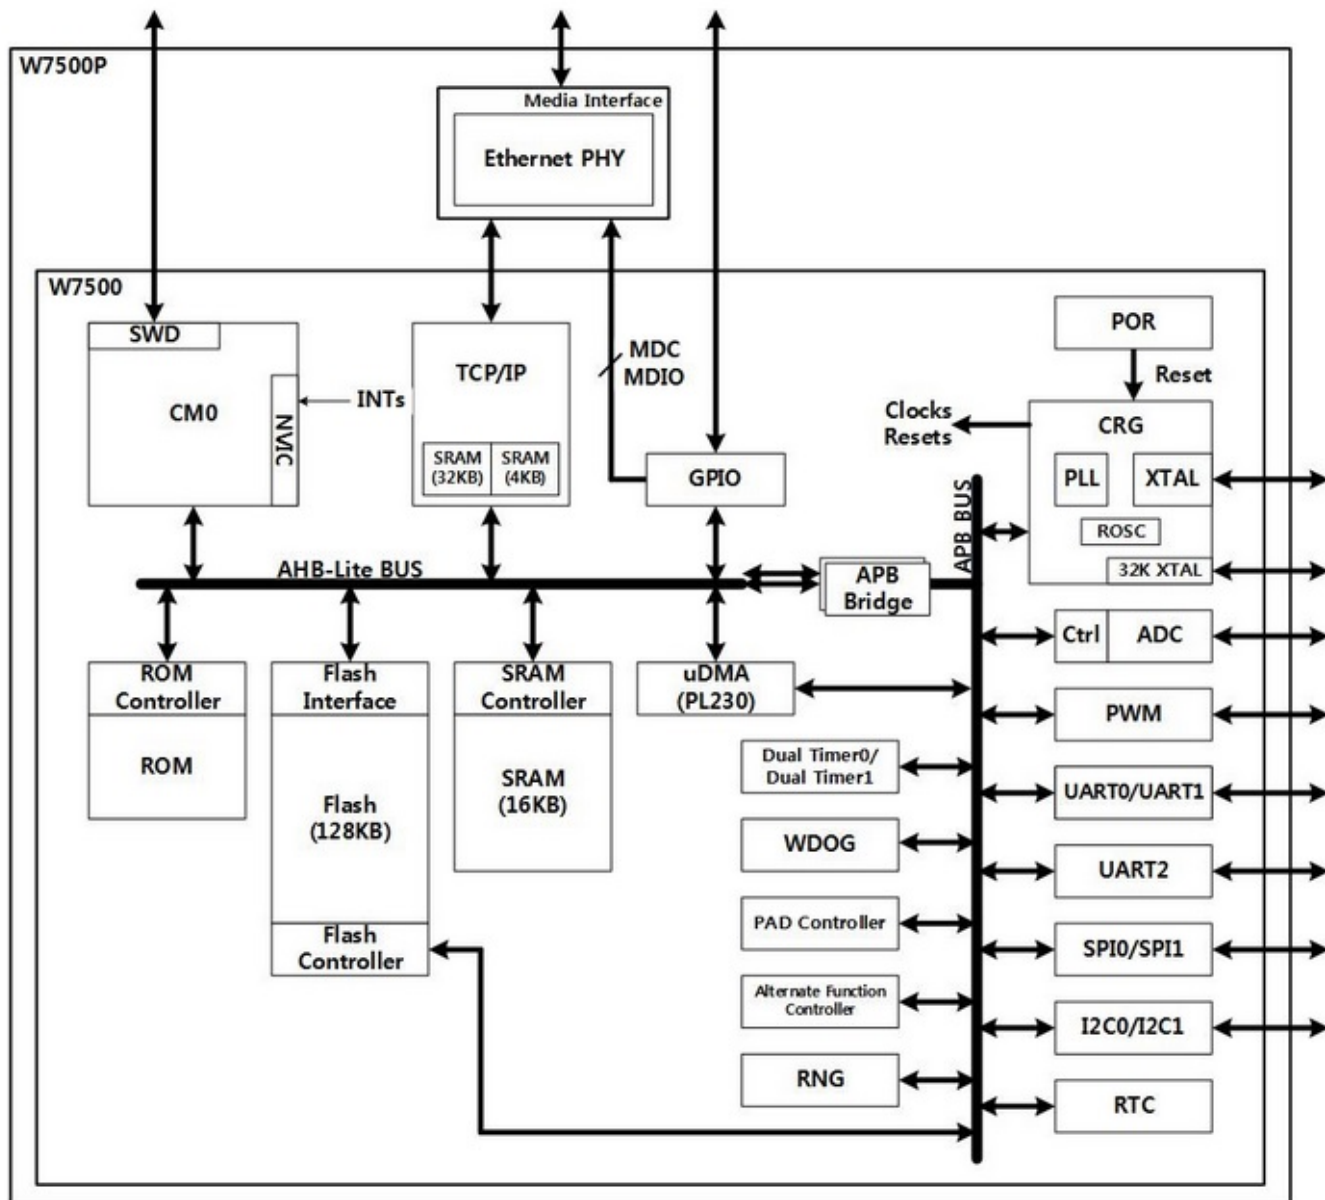 W7500P
Media Interface
Ethernet PHY
W7500
SWD
CM0
NVIC
INTs
TCP/IP
SRAM
(32KB)
SRAM
(4KB)
MDC
MDIO
GPIO
POR
Reset
Clocks
Resets
CRG
PLL
XTAL
ROSC
32K XTAL
AHB-Lite BUS
APB BUS
APB
Bridge
Ctrl
ADC
ROM
Controller
ROM
Flash
Interface
Flash
(128KB)
Flash
Controller
SRAM
Controller
SRAM
(16KB)
uDMA
(PL230)
PWM
Dual Timer0/
Dual Timer1
UART0/UART1
WDOG
UART2
PAD Controller
SPI0/SPI1
Alternate Function
Controller
I2C0/I2C1
RNG
RTC